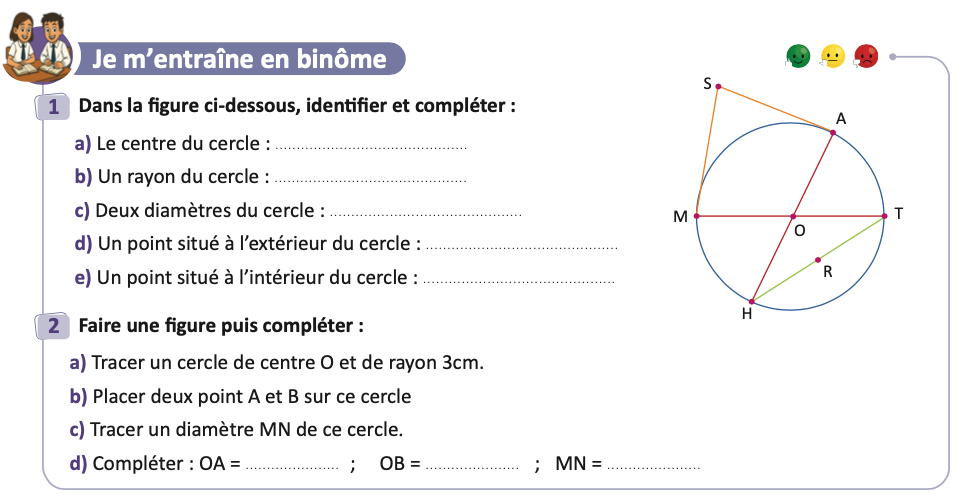 Je m’entraîne en binôme
1 Dans la figure ci-dessous, identifier et compléter :
a) Le centre du cercle : .............................................
b) Un rayon du cercle : .............................................
c) Deux diamètres du cercle : .............................................
d) Un point situé à l’extérieur du cercle : .............................................
e) Un point situé à l’intérieur du cercle : .............................................
S
A
M
O
T
R
H
2 Faire une figure puis compléter :
a) Tracer un cercle de centre O et de rayon 3cm.
b) Placer deux point A et B sur ce cercle
c) Tracer un diamètre MN de ce cercle.
d) Compléter : OA = ...................... ; OB = ...................... ; MN = ......................